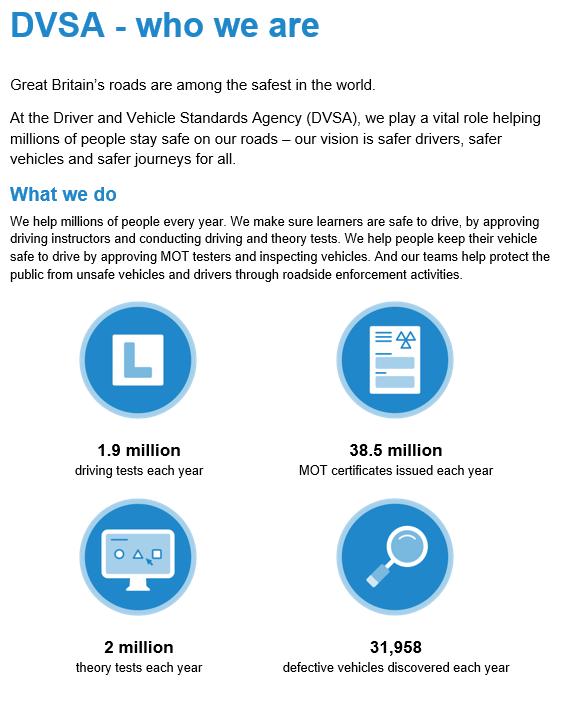 DVSA - who we are
Great Britain's roads are among the safest in the world.
At the Driver and Vehicle Standards Agency (DVSA), we play a vital role helping
millions of people stay safe on our roads – our vision is safer drivers, safer
vehicles and safer journeys for all.
What we do
We help millions of people every year. We make sure learners are safe to drive, by approving
driving instructors and conducting driving and theory tests. We help people keep their vehicle
safe to drive by approving MOT testers and inspecting vehicles. And our teams help protect the
public from unsafe vehicles and drivers through roadside enforcement activities.
L
1.9 million
driving tests each year
38.5 million
MOT certificates issued each year
2 million
theory tests each year
31,958
defective vehicles discovered each year